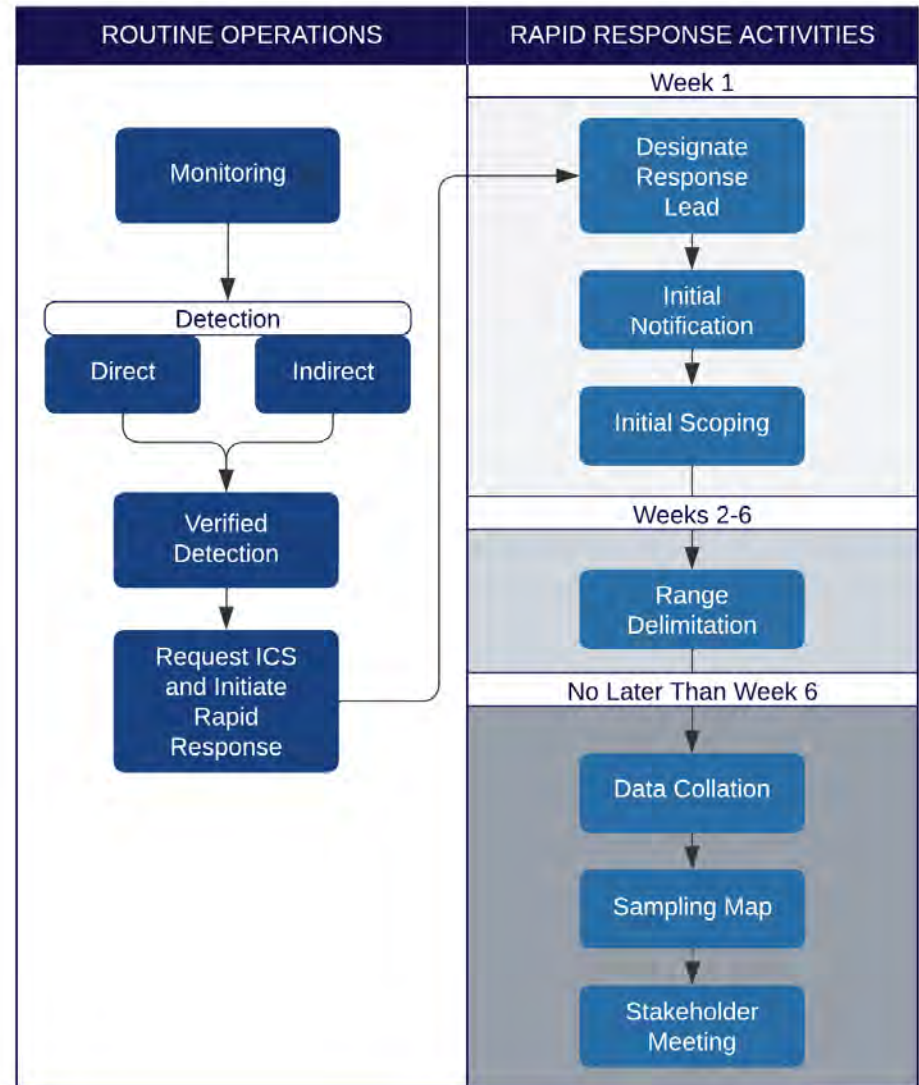 ROUTINE OPERATIONS
Monitoring
Detection
Direct
Indirect
Verified
Detection
Request ICS
and Initiate
Rapid
Response
RAPID RESPONSE ACTIVITIES
Week 1
Designate
Response
Lead
Initial
Notification
Initial Scoping
Weeks 2-6
Range
Delimitation
No Later Than Week 6
Data Collation
Sampling Map
Stakeholder
Meeting